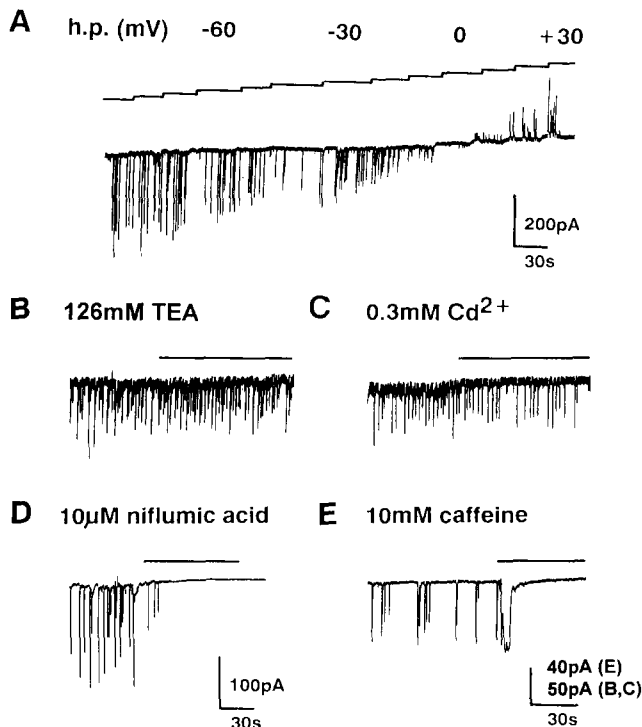 A h.p. (mV) -60 -30 0 +30
200pA
30s
B 126mM TEA
C 0.3mM Cd²⁺
D 10µM niflumic acid
E 10mM caffeine
100pA
30s
40pA (E)
50pA (B,C)
30s